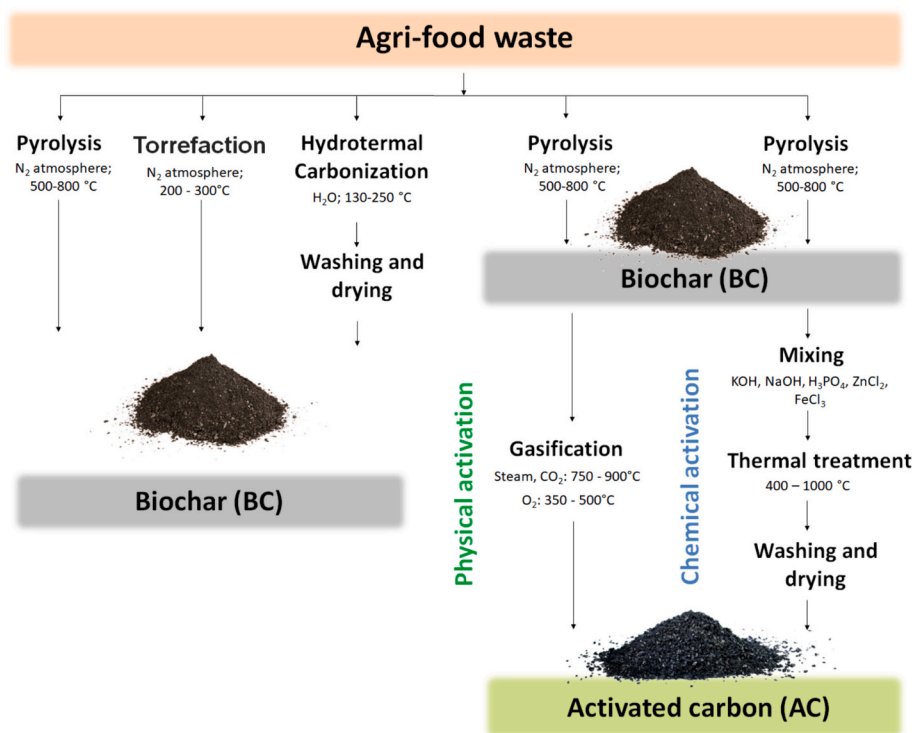 Agri-food waste
Pyrolysis
N₂ atmosphere;
500-800 °C
Torrefaction
N₂ atmosphere;
200 - 300°C
Hydrotermal
Carbonization
H₂O; 130-250 °C
Washing and
drying
Biochar (BC)
Pyrolysis
N₂ atmosphere;
500-800 °C
Pyrolysis
N₂ atmosphere;
500-800 °C
Biochar (BC)
Physical activation
Gasification
Steam, CO₂: 750 - 900°C
O₂: 350 - 500°C
Chemical activation
Mixing
KOH, NaOH, H₃PO₄, ZnCl₂,
FeCl₃
Thermal treatment
400 – 1000 °C
Washing and
drying
Activated carbon (AC)